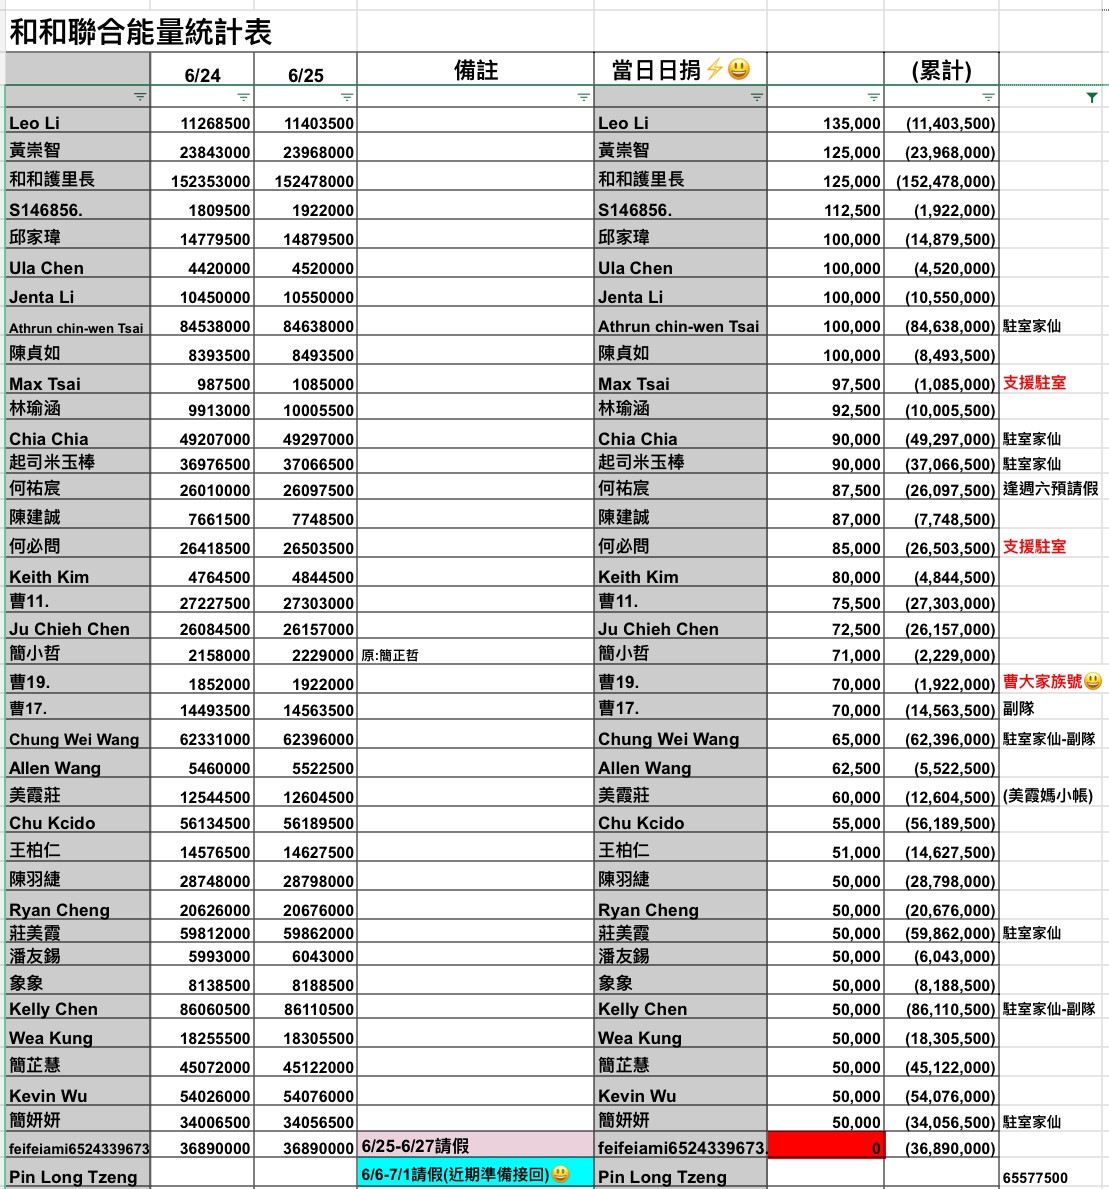 和和聯合能量統計表
6/24 6/25 備註 當日日捐⚡😃 (累計)
Leo Li 11268500 11403500 Leo Li 135,000 (11,403,500)
黃崇智 23843000 23968000 黃崇智 125,000 (23,968,000)
和和護里長 152353000 152478000 和和護里長 125,000 (152,478,000)
S146856. 1809500 1922000 S146856. 112,500 (1,922,000)
邱家瑋 14779500 14879500 邱家瑋 100,000 (14,879,500)
Ula Chen 4420000 4520000 Ula Chen 100,000 (4,520,000)
Jenta Li 10450000 10550000 Jenta Li 100,000 (10,550,000)
Athrun chin-wen Tsai 84538000 84638000 Athrun chin-wen Tsai 100,000 (84,638,000) 駐室家仙
陳貞如 8393500 8493500 陳貞如 100,000 (8,493,500)
Max Tsai 987500 1085000 Max Tsai 97,500 (1,085,000) 支援駐室
林瑜涵 9913000 10005500 林瑜涵 92,500 (10,005,500)
Chia Chia 49207000 49297000 Chia Chia 90,000 (49,297,000) 駐室家仙
起司米玉棒 36976500 37066500 起司米玉棒 90,000 (37,066,500) 駐室家仙
何祐宸 26010000 26097500 何祐宸 87,500 (26,097,500) 逢週六預請假
陳建誠 7661500 7748500 陳建誠 87,000 (7,748,500)
何必問 26418500 26503500 何必問 85,000 (26,503,500) 支援駐室
Keith Kim 4764500 4844500 Keith Kim 80,000 (4,844,500)
曹11. 27227500 27303000 曹11. 75,500 (27,303,000)
Ju Chieh Chen 26084500 26157000 Ju Chieh Chen 72,500 (26,157,000)
簡小哲 2158000 2229000 原:簡正哲 簡小哲 71,000 (2,229,000)
曹19. 1852000 1922000 曹19. 70,000 (1,922,000) 曹大家族號😃
曹17. 14493500 14563500 曹17. 70,000 (14,563,500) 副隊
Chung Wei Wang 62331000 62396000 Chung Wei Wang 65,000 (62,396,000) 駐室家仙-副隊
Allen Wang 5460000 5522500 Allen Wang 62,500 (5,522,500)
美霞莊 12544500 12604500 美霞莊 60,000 (12,604,500) (美霞媽小帳)
Chu Kcido 56134500 56189500 Chu Kcido 55,000 (56,189,500)
王柏仁 14576500 14627500 王柏仁 51,000 (14,627,500)
陳羽緁 28748000 28798000 陳羽緁 50,000 (28,798,000)
Ryan Cheng 20626000 20676000 Ryan Cheng 50,000 (20,676,000)
莊美霞 59812000 59862000 莊美霞 50,000 (59,862,000) 駐室家仙
潘友錫 5993000 6043000 潘友錫 50,000 (6,043,000)
象象 8138500 8188500 象象 50,000 (8,188,500)
Kelly Chen 86060500 86110500 Kelly Chen 50,000 (86,110,500) 駐室家仙-副隊
Wea Kung 18255500 18305500 Wea Kung 50,000 (18,305,500)
簡芷慧 45072000 45122000 簡芷慧 50,000 (45,122,000)
Kevin Wu 54026000 54076000 Kevin Wu 50,000 (54,076,000)
簡妍妍 34006500 34056500 簡妍妍 50,000 (34,056,500) 駐室家仙
feifeiami6524339673 36890000 36890000 6/25-6/27請假 feifeiami6524339673. 0 (36,890,000)
Pin Long Tzeng 6/6-7/1請假(近期準備接回)😃 Pin Long Tzeng 65577500